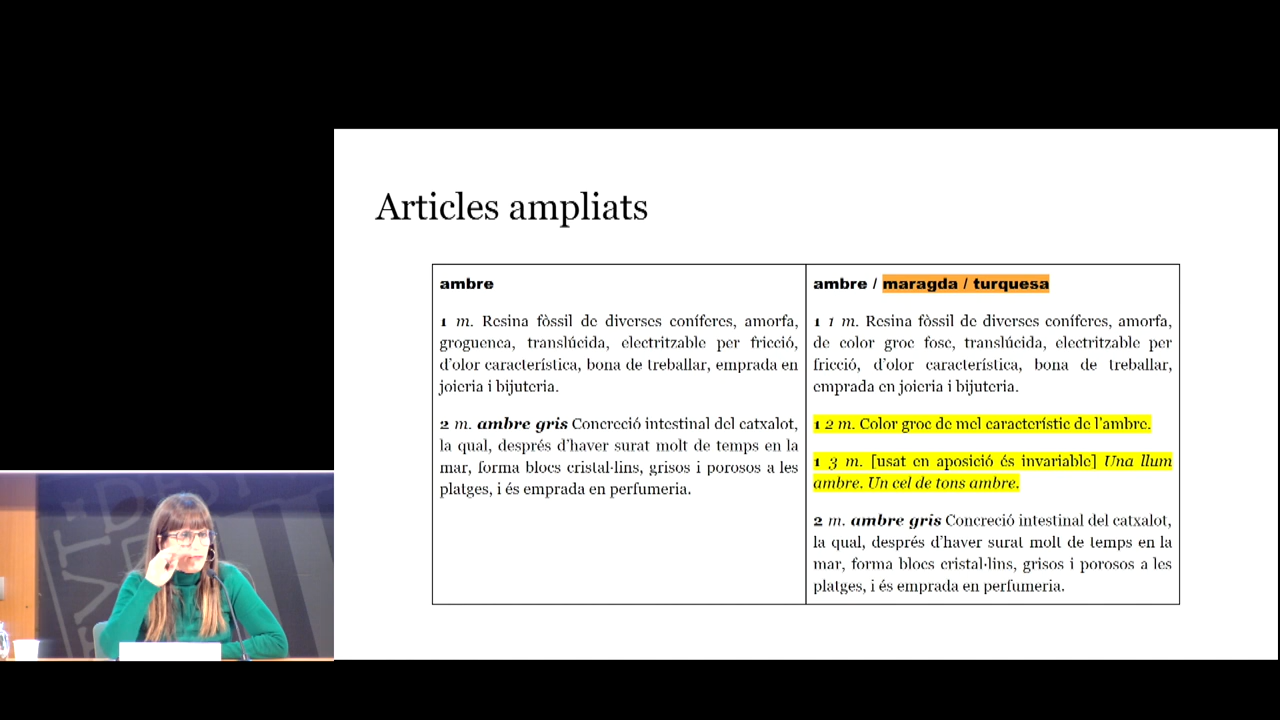 Articles ampliats
ambre
1 m. Resina fòssil de diverses coníferes, amorfa,
groguenca, translúcida, electritzable per fricció,
d'olor característica, bona de treballar, emprada en
joieria i bijuteria.
2 m. ambre gris Concreció intestinal del catxalot,
la qual, després d'haver surat molt de temps en la
mar, forma blocs cristal·lins, grisos i porosos a les
platges, i és emprada en perfumeria.
ambre / maragda / turquesa
1 1 m. Resina fòssil de diverses coníferes, amorfa,
de color groc fosc, translúcida, electritzable per
fricció, d'olor característica, bona de treballar,
emprada en joieria i bijuteria.
1 2 m. Color groc de mel característic de l'ambre.
1 3 m. [usat en aposició és invariable] Una llum
ambre. Un cel de tons ambre.
2 m. ambre gris Concreció intestinal del catxalot,
la qual, després d'haver surat molt de temps en la
mar, forma blocs cristal·lins, grisos i porosos a les
platges, i és emprada en perfumeria.